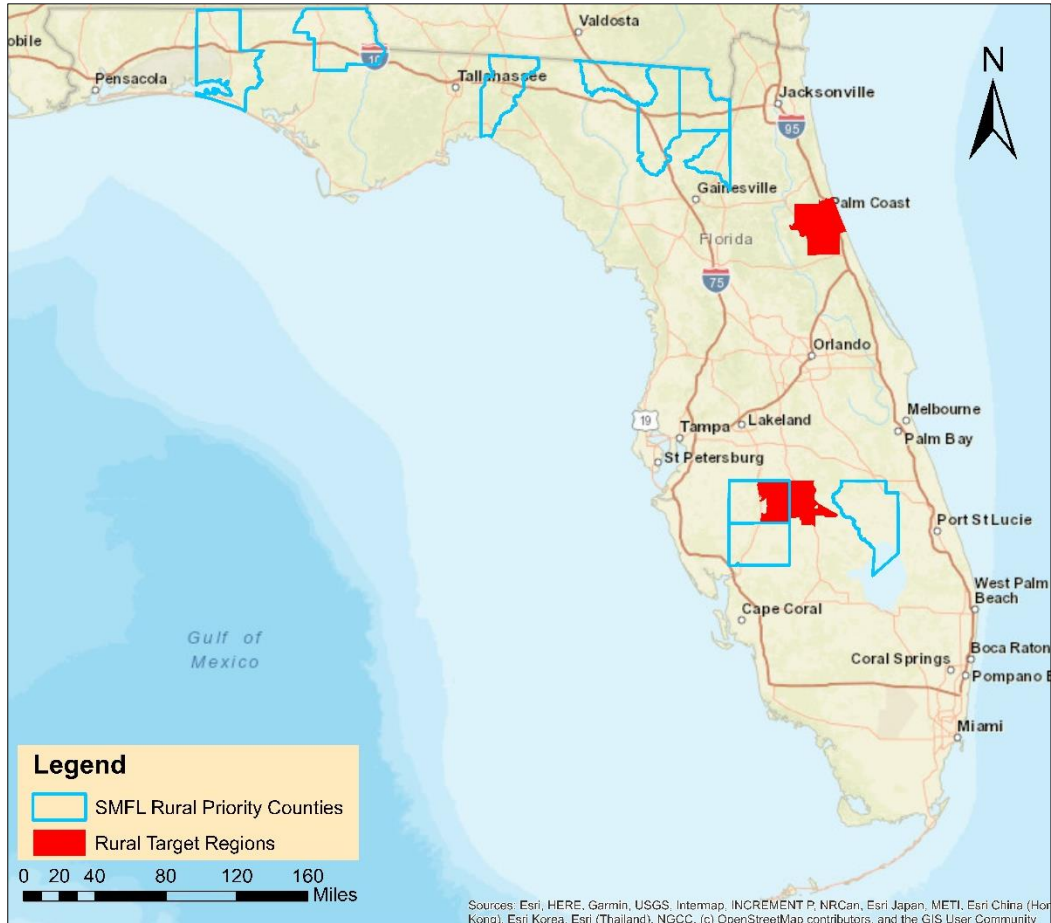 Valdosta
obile
10
Pensacola
Tallahassee
N
Jacksonville
95
Gainesville
Palm Coast
Florida
75
Orlando
Melbourne
19
Tampa
Lakeland
Palm Bay
St Petersburg
Port St Lucie
West Palm
Beach
Cape Coral
Gulf of
Mexico
Coral Springs
Boca Raton
Pompano B
Miami
Legend
SMFL Rural Priority Counties
Rural Target Regions
0 20 40 80 120 160
Miles
Sources: Esri, HERE, Garmin, USGS, Intermap, INCREMENT P, NRCan, Esri Japan, METI, Esri China (Hon
Kong), Esri Korea, Esri (Thailand), NGCC, (c) OpenStreetMap contributors, and the GIS User Community